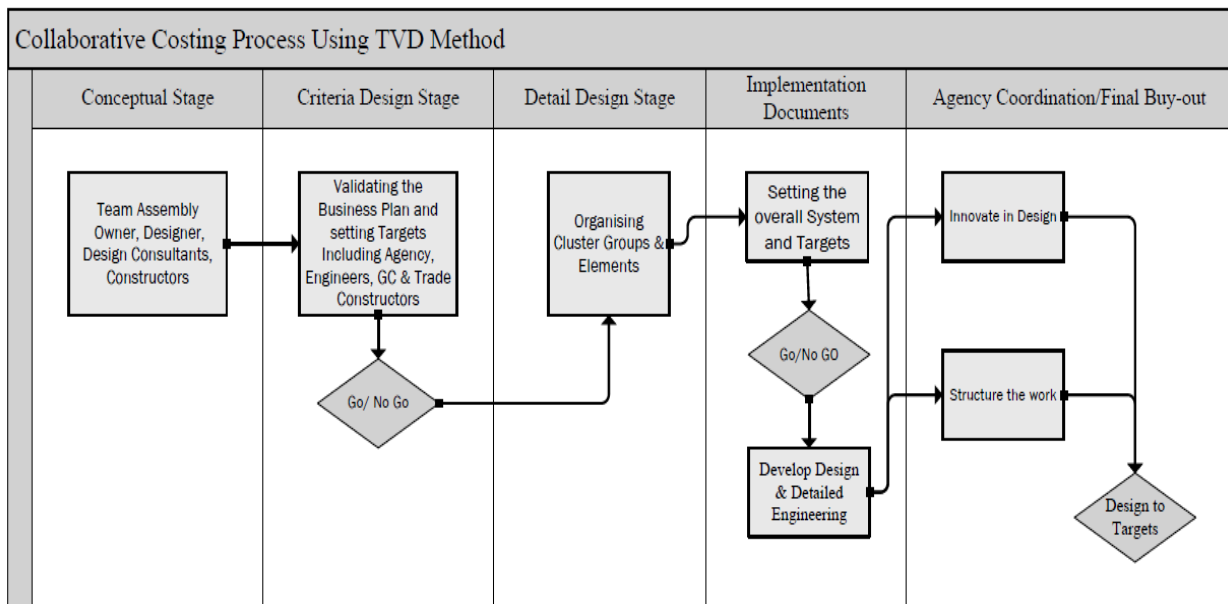 Collaborative Costing Process Using TVD Method
Conceptual Stage
Criteria Design Stage
Detail Design Stage
Implementation
Documents
Agency Coordination/Final Buy-out
Team Assembly
Owner, Designer,
Design Consultants,
Constructors
Validating the
Business Plan and
setting Targets
Including Agency,
Engineers, GC & Trade
Constructors
Go/ No Go
Organising
Cluster Groups &
Elements
Setting the
overall System
and Targets
Go/No GO
Develop Design
& Detailed
Engineering
Innovate in Design
Structure the work
Design to
Targets